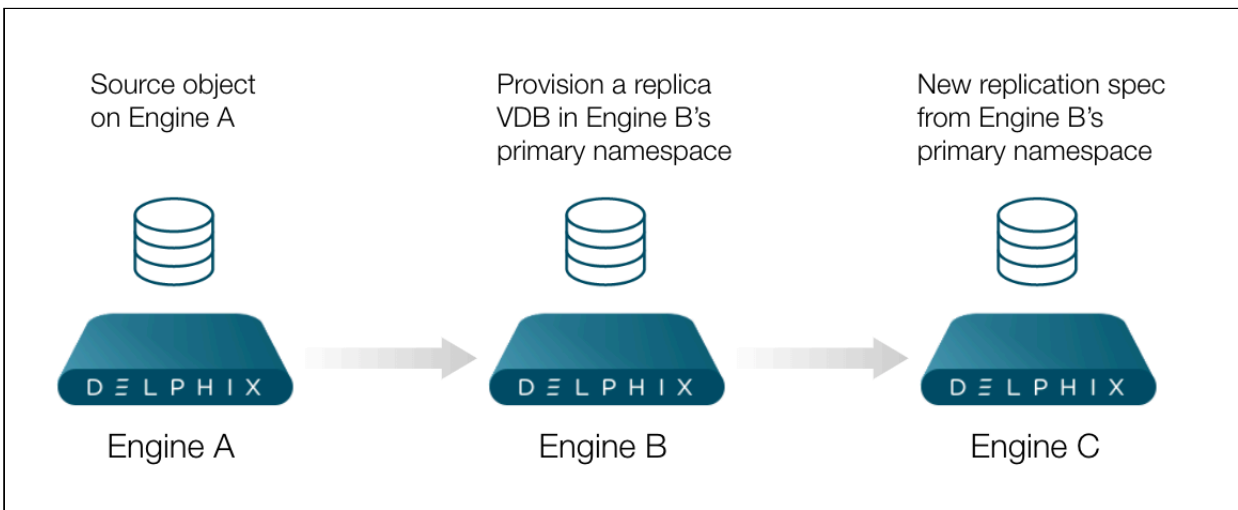 Source object
on Engine A
Provision a replica
VDB in Engine B's
primary namespace
New replication spec
from Engine B's
primary namespace
DELPHIX
DELPHIX
DELPHIX
Engine A
Engine B
Engine C